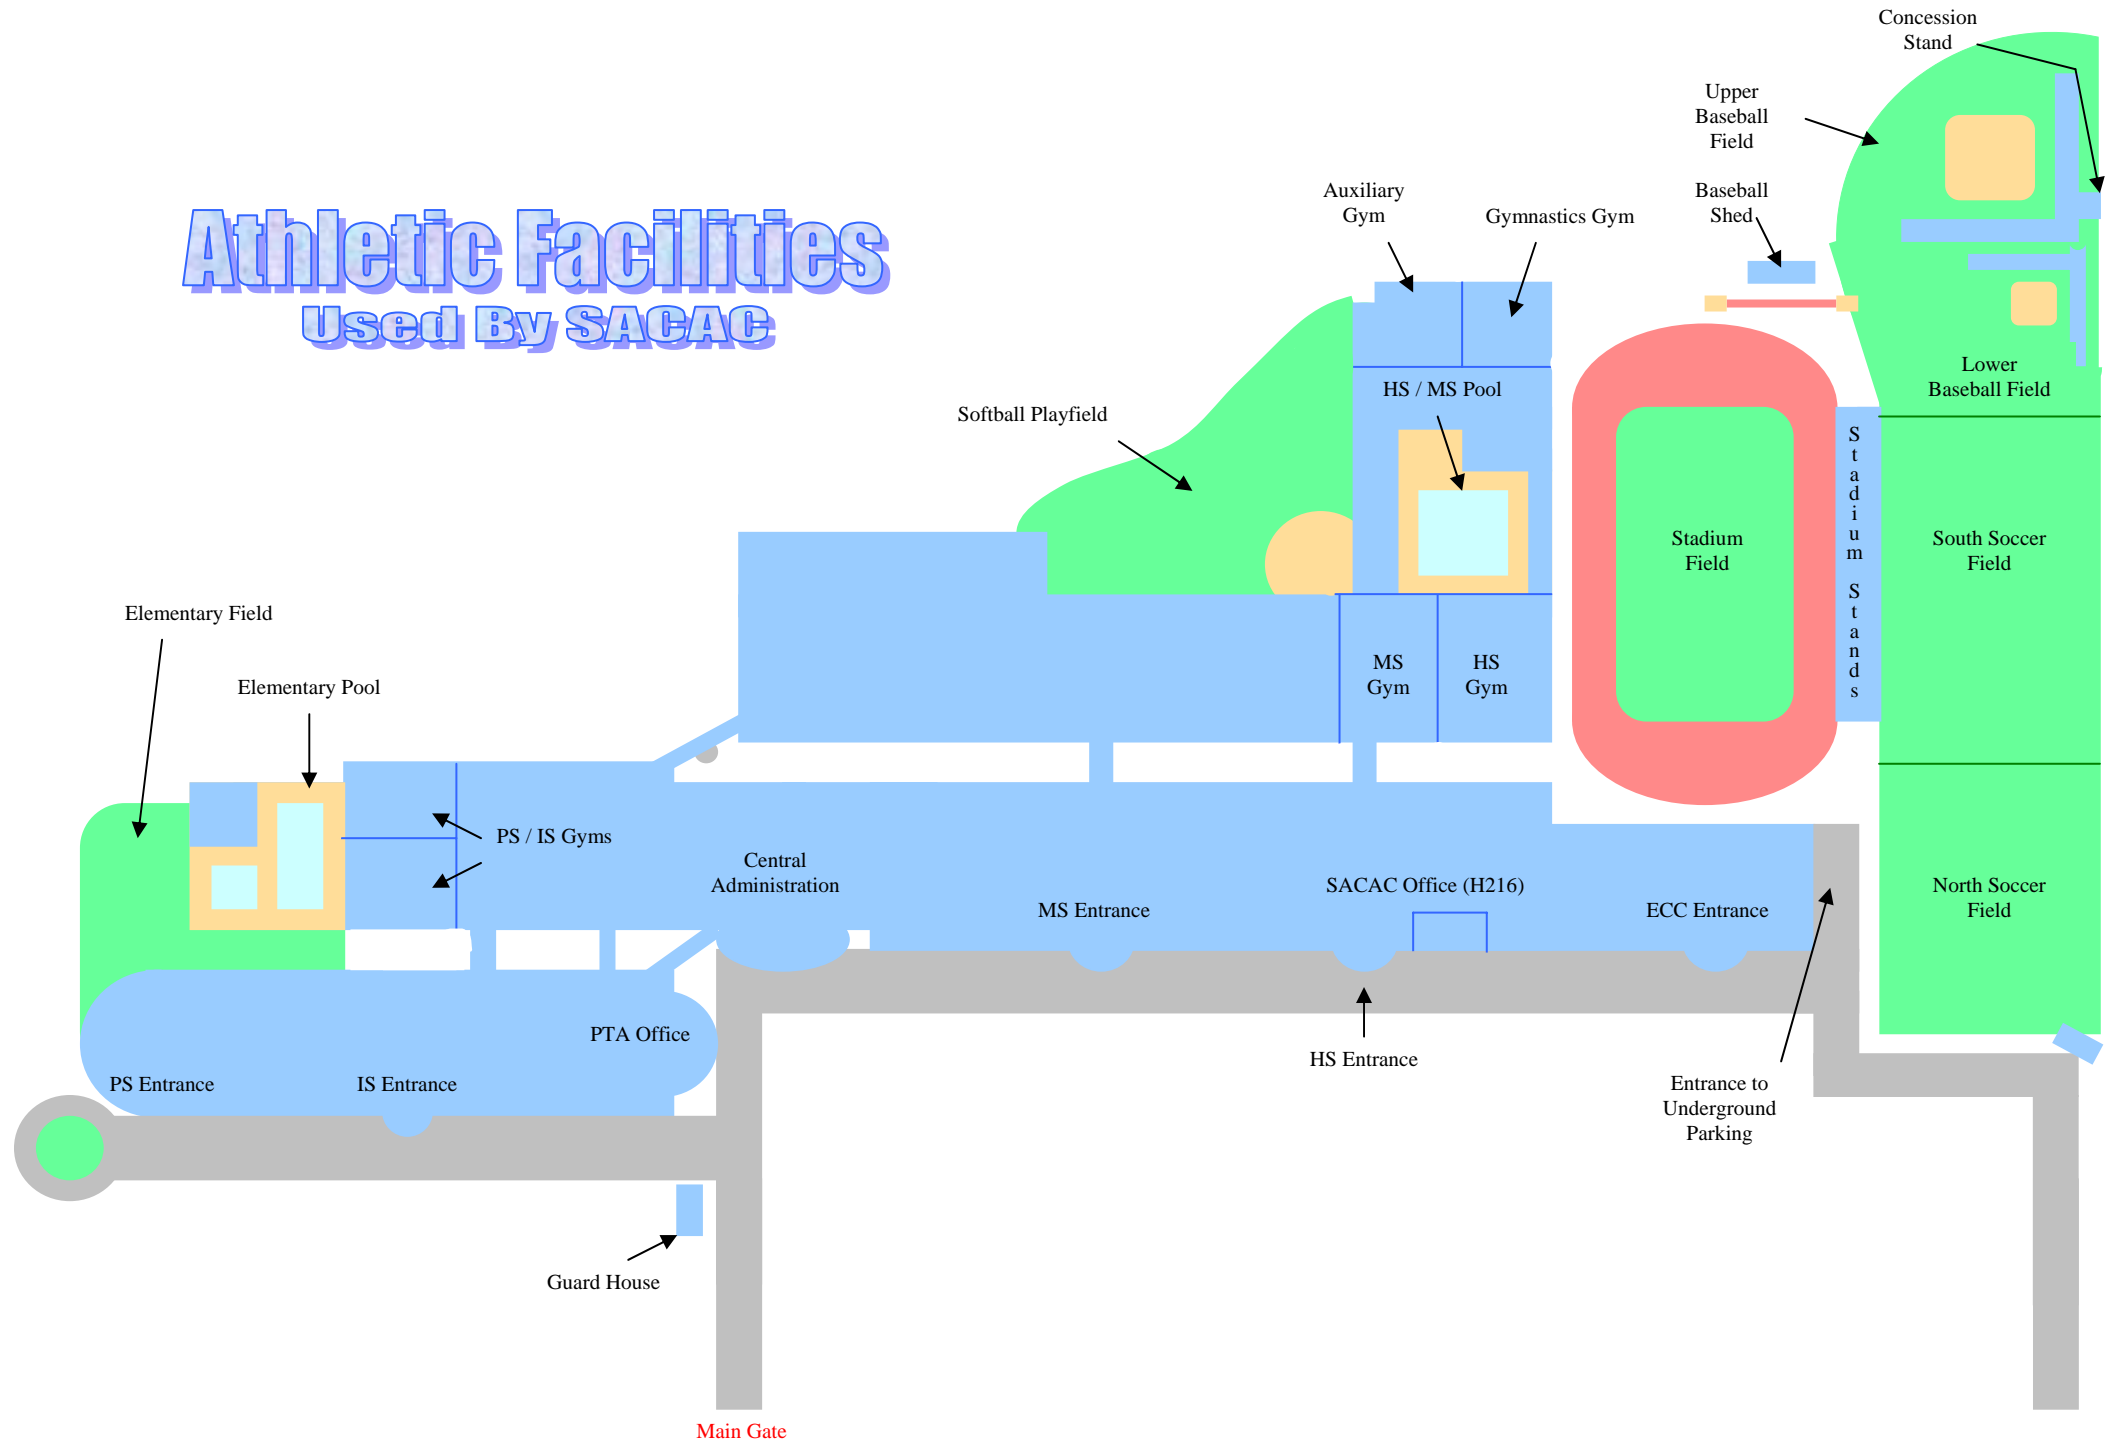 Concession
Stand
Upper
Baseball
Field
Auxiliary
Gym
Gymnastics Gym
Baseball
Shed
Athletic Facilities
Used By SACAC
Lower
Baseball Field
HS / MS Pool
Softball Playfield
Stadium Stands
Stadium
Field
South Soccer
Field
Elementary Field
MS
Gym
HS
Gym
Elementary Pool
PS / IS Gyms
Central
Administration
SACAC Office (H216)
MS Entrance
ECC Entrance
North Soccer
Field
PTA Office
HS Entrance
PS Entrance
IS Entrance
Entrance to
Underground
Parking
Guard House
Main Gate